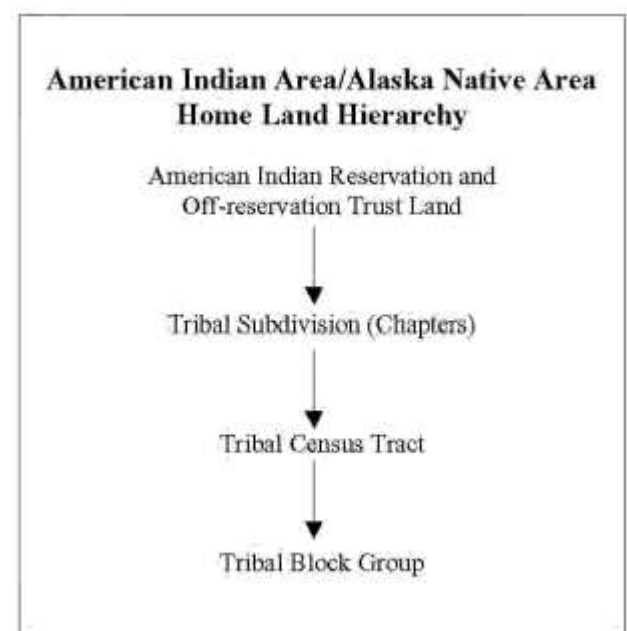 American Indian Area/Alaska Native Area
Home Land Hierarchy
American Indian Reservation and
Off-reservation Trust Land
Tribal Subdivision (Chapters)
Tribal Census Tract
Tribal Block Group